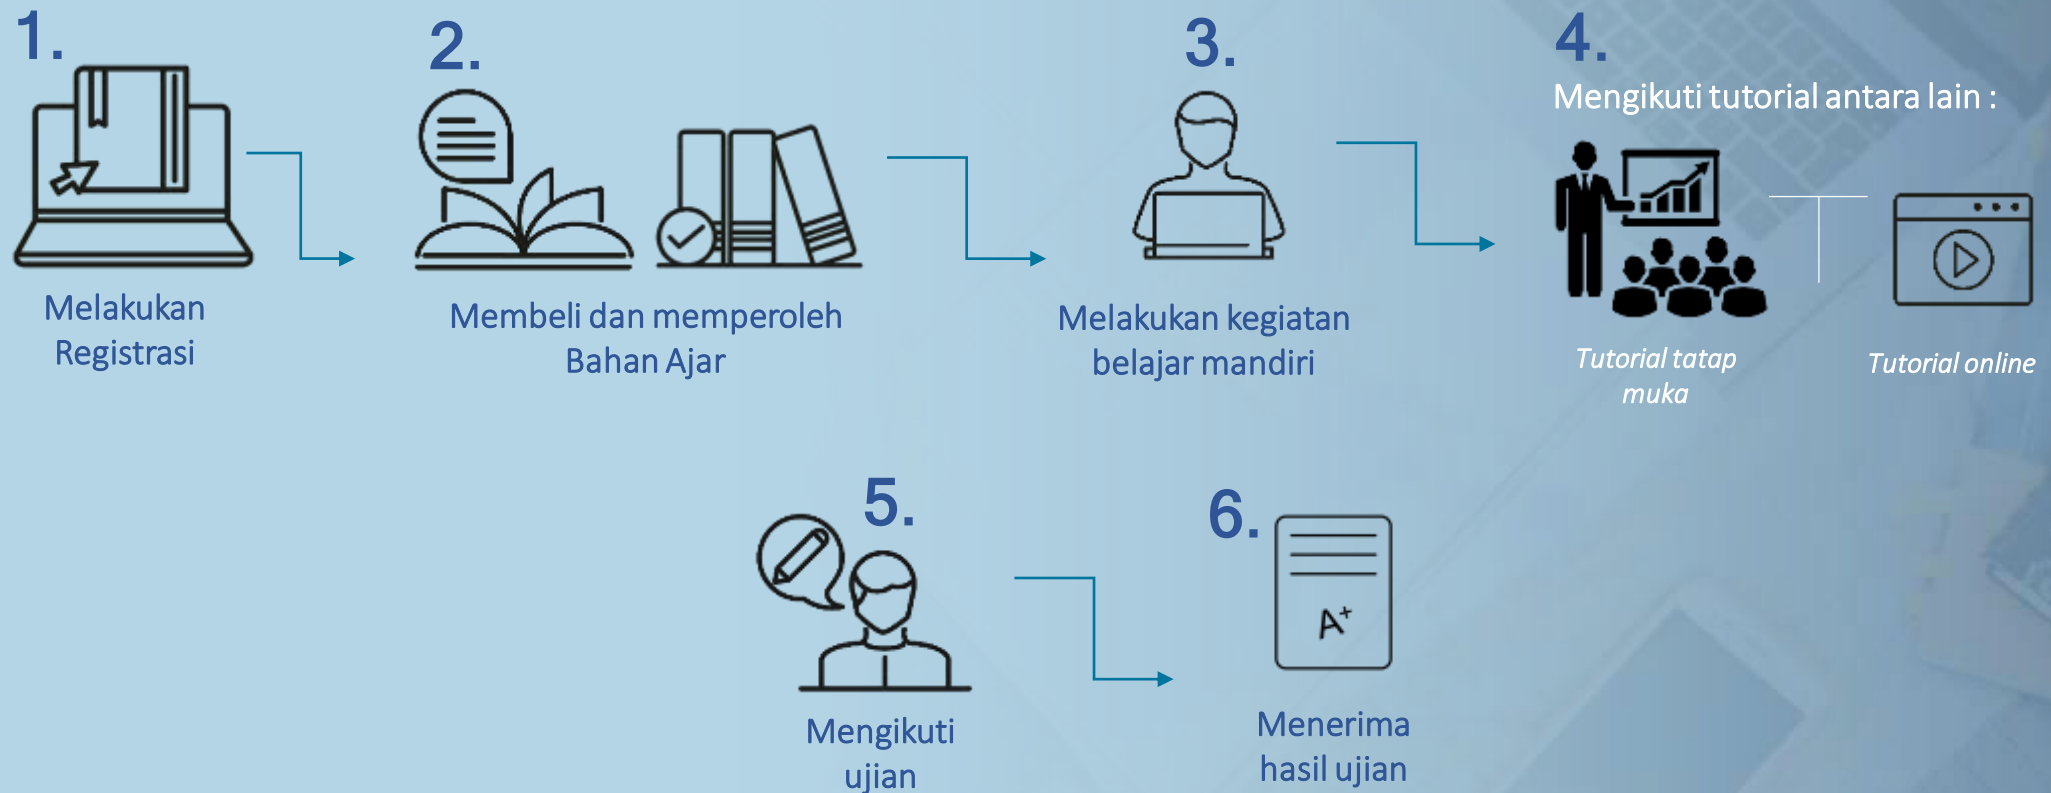 1.
Melakukan
Registrasi
2.
Membeli dan memperoleh
Bahan Ajar
3.
Melakukan kegiatan
belajar mandiri
4.
Mengikuti tutorial antara lain :
Tutorial tatap
muka
Tutorial online
5.
Mengikuti
ujian
6.
A+
Menerima
hasil ujian